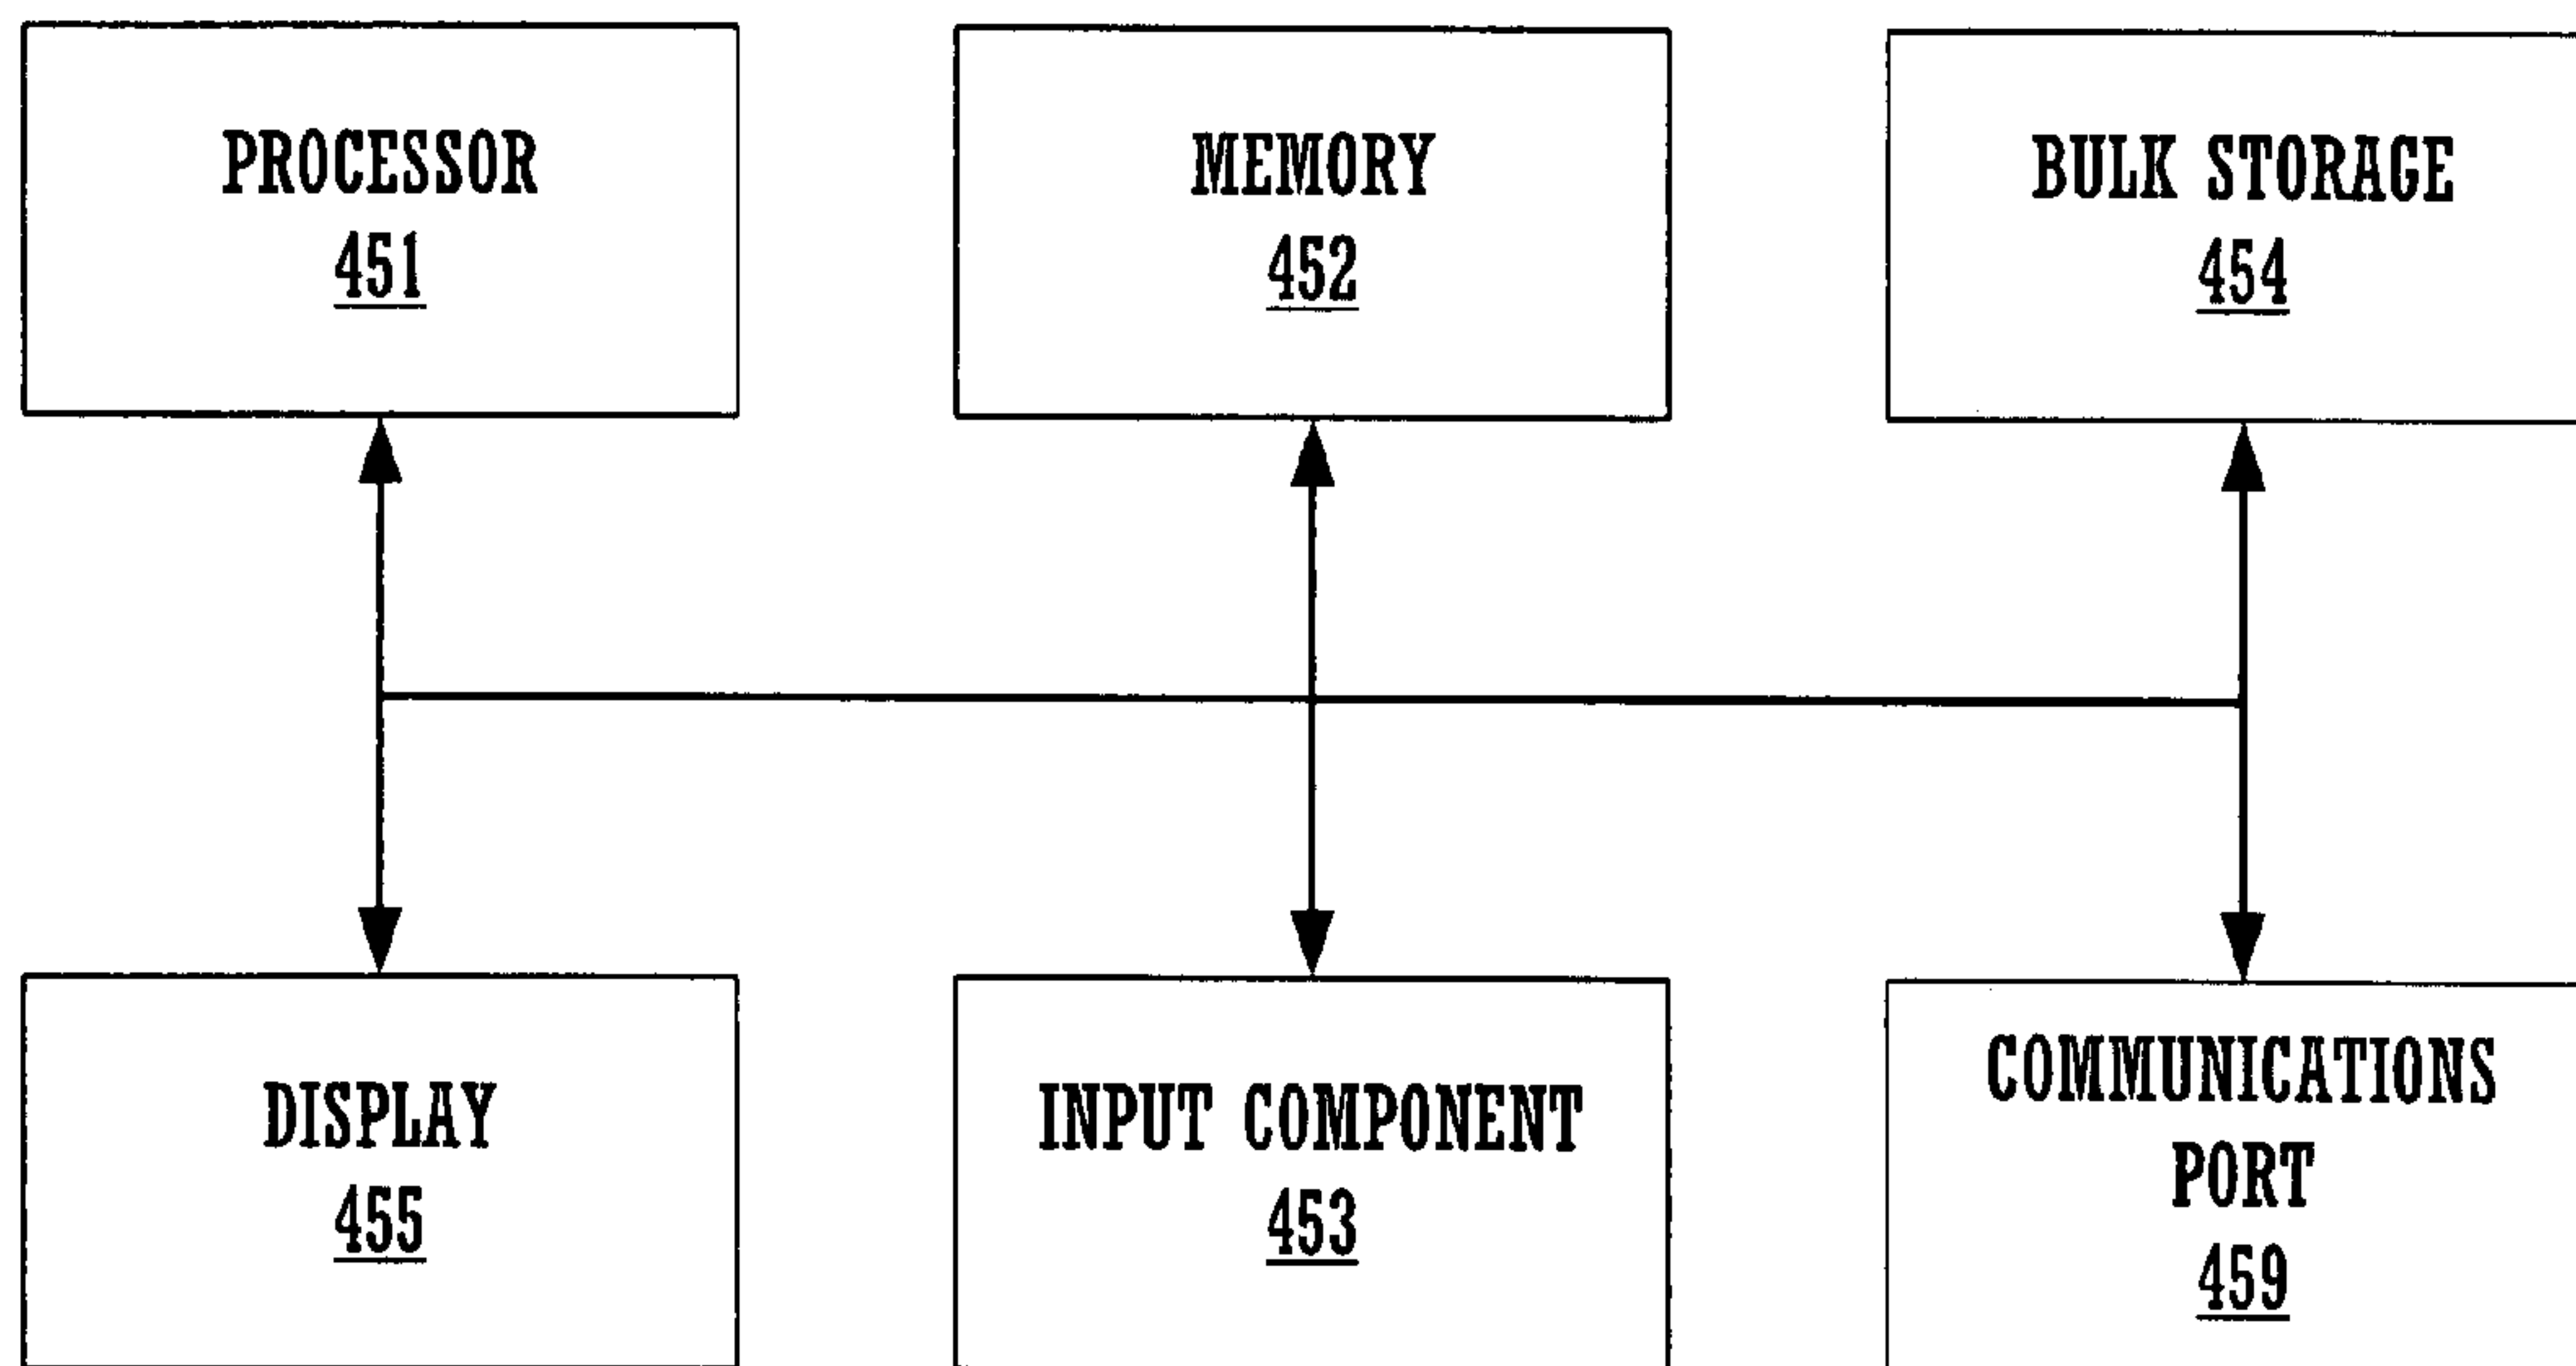 PROCESSOR
451
MEMORY
452
BULK STORAGE
454
DISPLAY
455
INPUT COMPONENT
453
COMMUNICATIONS
PORT
459